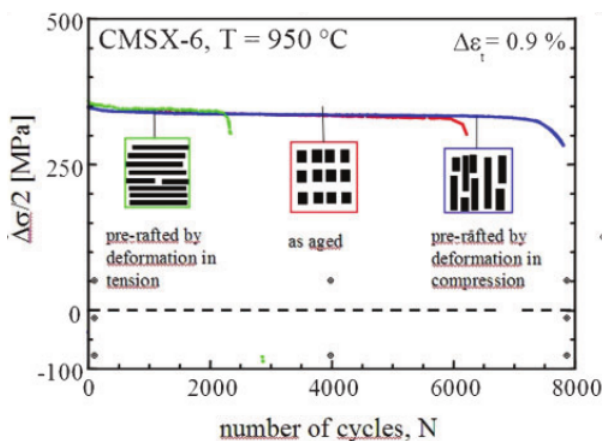 500
CMSX-6, T = 950 °C
Δεt = 0.9 %
250
Δσ/2 [MPa]
pre-rafted by
deformation in
tension
as aged
pre-rafted by
deformation in
compression
0
-100
0 2000 4000 6000 8000
number of cycles, N